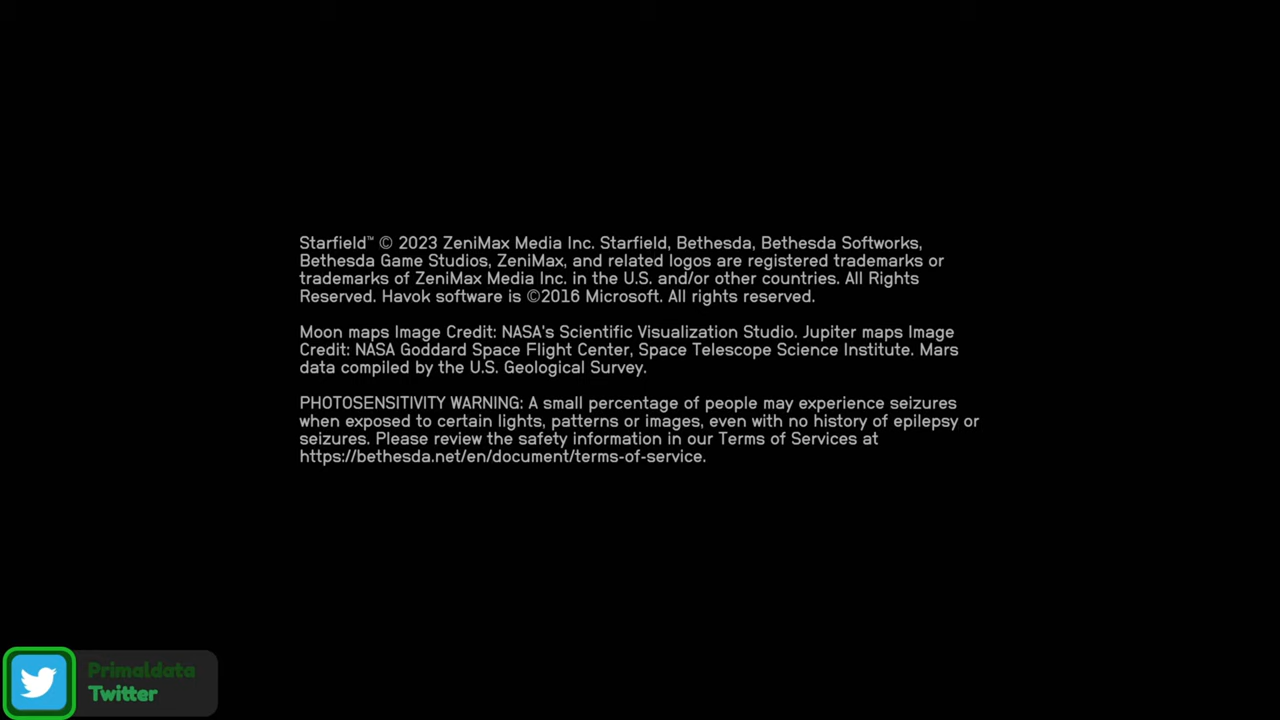 Starfield™ © 2023 ZeniMax Media Inc. Starfield, Bethesda, Bethesda Softworks,
Bethesda Game Studios, ZeniMax, and related logos are registered trademarks or
trademarks of ZeniMax Media Inc. in the U.S. and/or other countries. All Rights
Reserved. Havok software is ©2016 Microsoft. All rights reserved.
Moon maps Image Credit: NASA's Scientific Visualization Studio. Jupiter maps Image
Credit: NASA Goddard Space Flight Center, Space Telescope Science Institute. Mars
data compiled by the U.S. Geological Survey.
PHOTOSENSITIVITY WARNING: A small percentage of people may experience seizures
when exposed to certain lights, patterns or images, even with no history of epilepsy or
seizures. Please review the safety information in our Terms of Services at
https://bethesda.net/en/document/terms-of-service.
Primaldata
Twitter